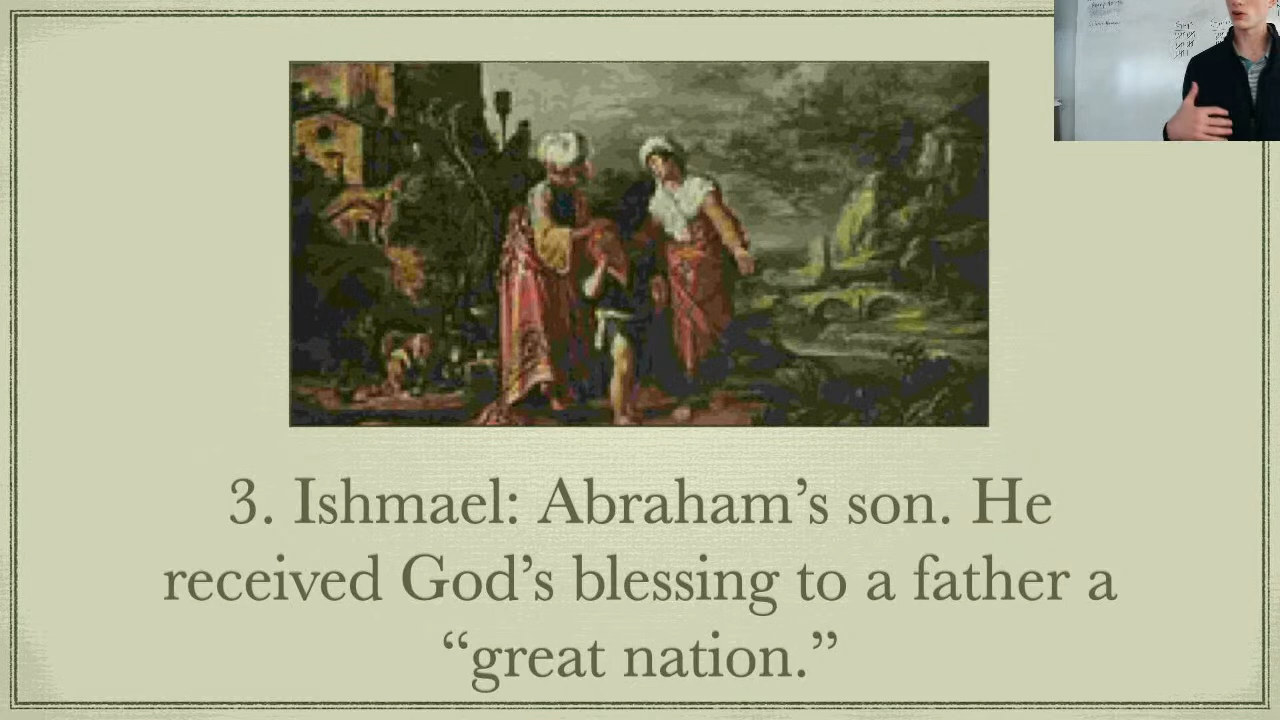 3. Ishmael: Abraham’s son. He
received God’s blessing to a father a
“great nation.”